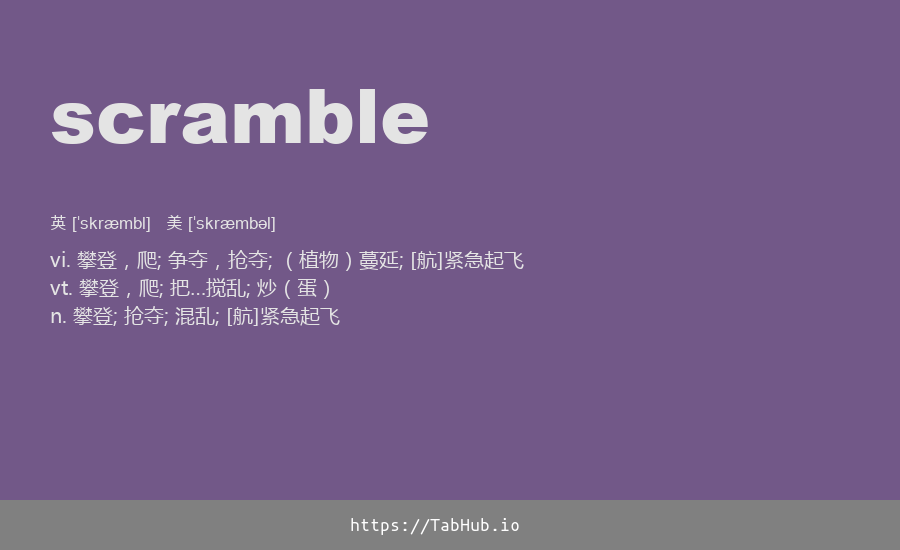 scramble
英 [ˈskræmbl] 美 [ˈskræmbəl]
vi. 攀登，爬; 争夺，抢夺; （植物）蔓延; [航]紧急起飞
vt. 攀登，爬; 把...搅乱; 炒（蛋）
n. 攀登; 抢夺; 混乱; [航]紧急起飞
https://TabHub.io